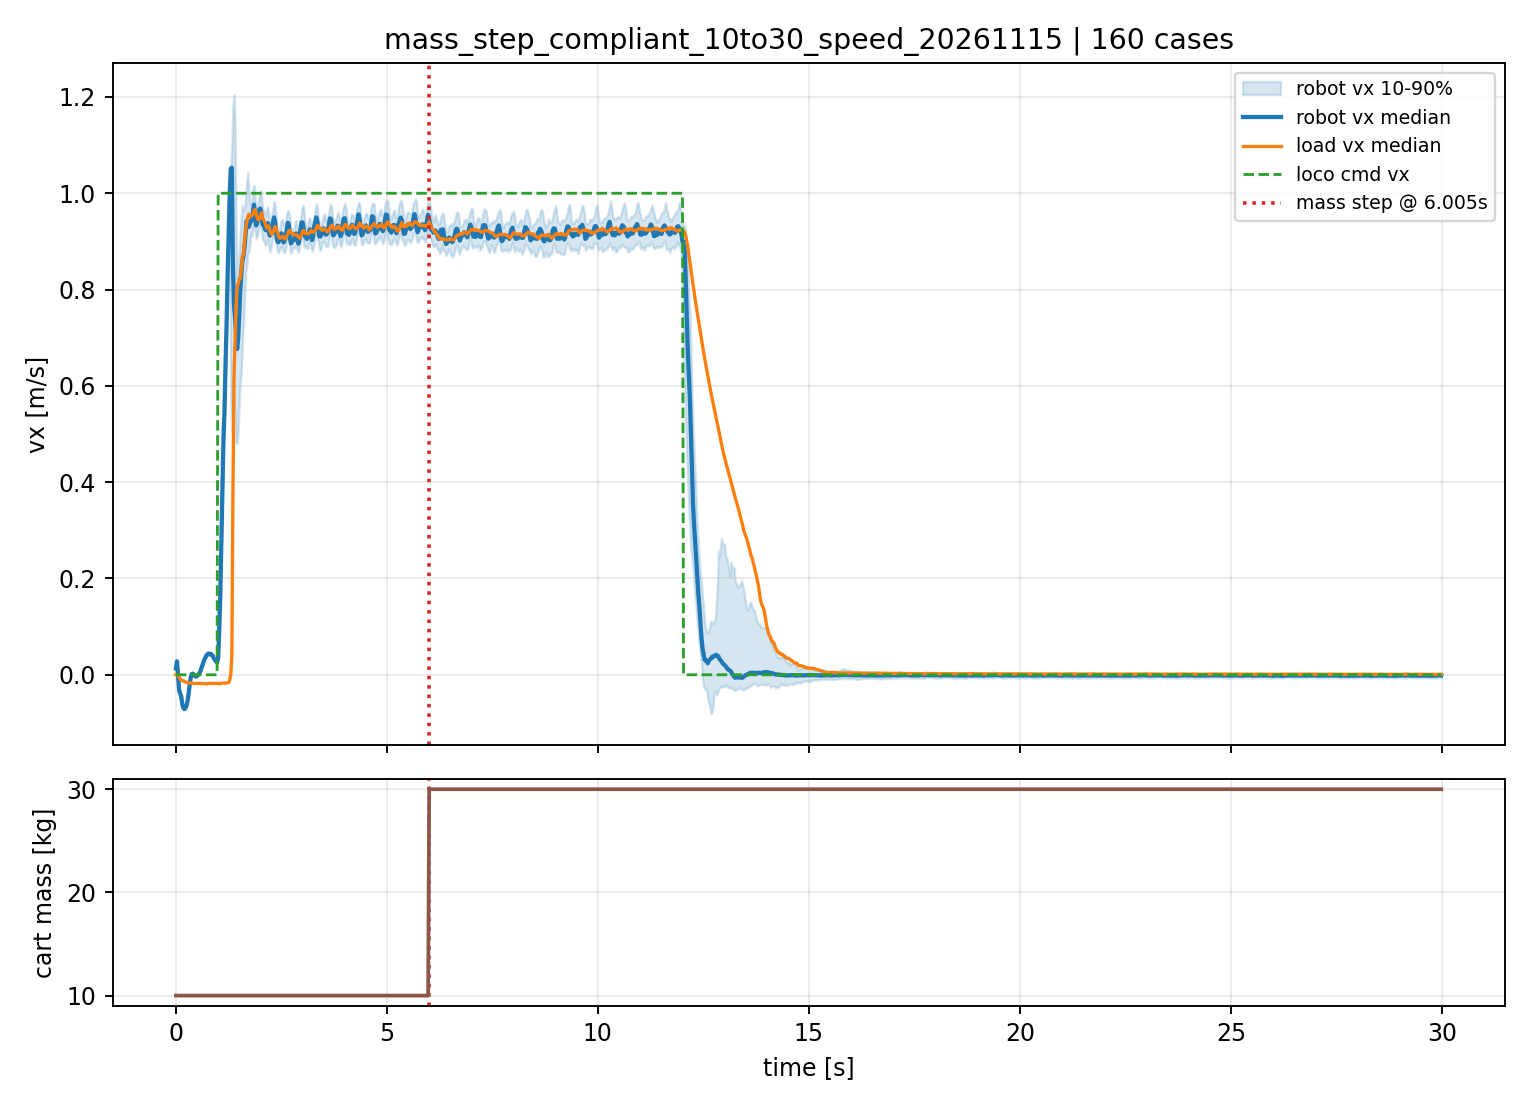 mass_step_compliant_10to30_speed_20261115 | 160 cases
1.2
1.0
0.8
0.6
0.4
0.2
0.0
vx [m/s]
robot vx 10-90%
robot vx median
load vx median
loco cmd vx
mass step @ 6.005s
30
20
10
cart mass [kg]
0 5 10 15 20 25 30
time [s]